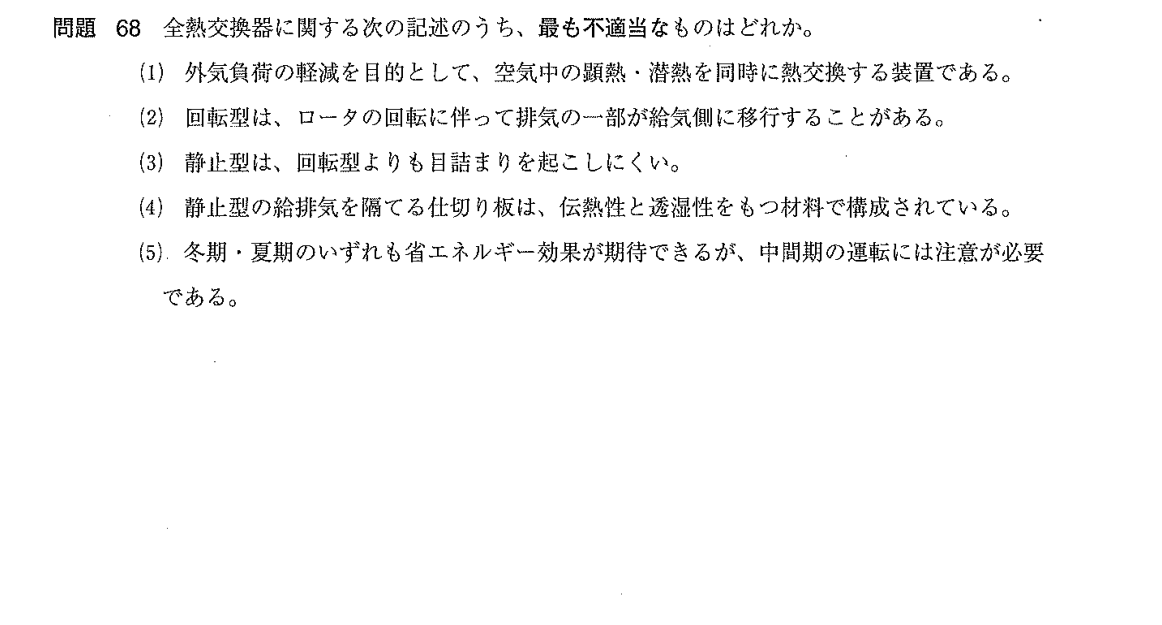 問題 68 全熱交換器に関する次の記述のうち、最も不適当なものはどれか。
(1) 外気負荷の軽減を目的として、空気中の顕熱・潜熱を同時に熱交換する装置である。
(2) 回転型は、ロータの回転に伴って排気の一部が給気側に移行することがある。
(3) 静止型は、回転型よりも目詰まりを起こしにくい。
(4) 静止型の給排気を隔てる仕切り板は、伝熱性と透湿性をもつ材料で構成されている。
(5) 冬期・夏期のいずれも省エネルギー効果が期待できるが、中間期の運転には注意が必要
である。